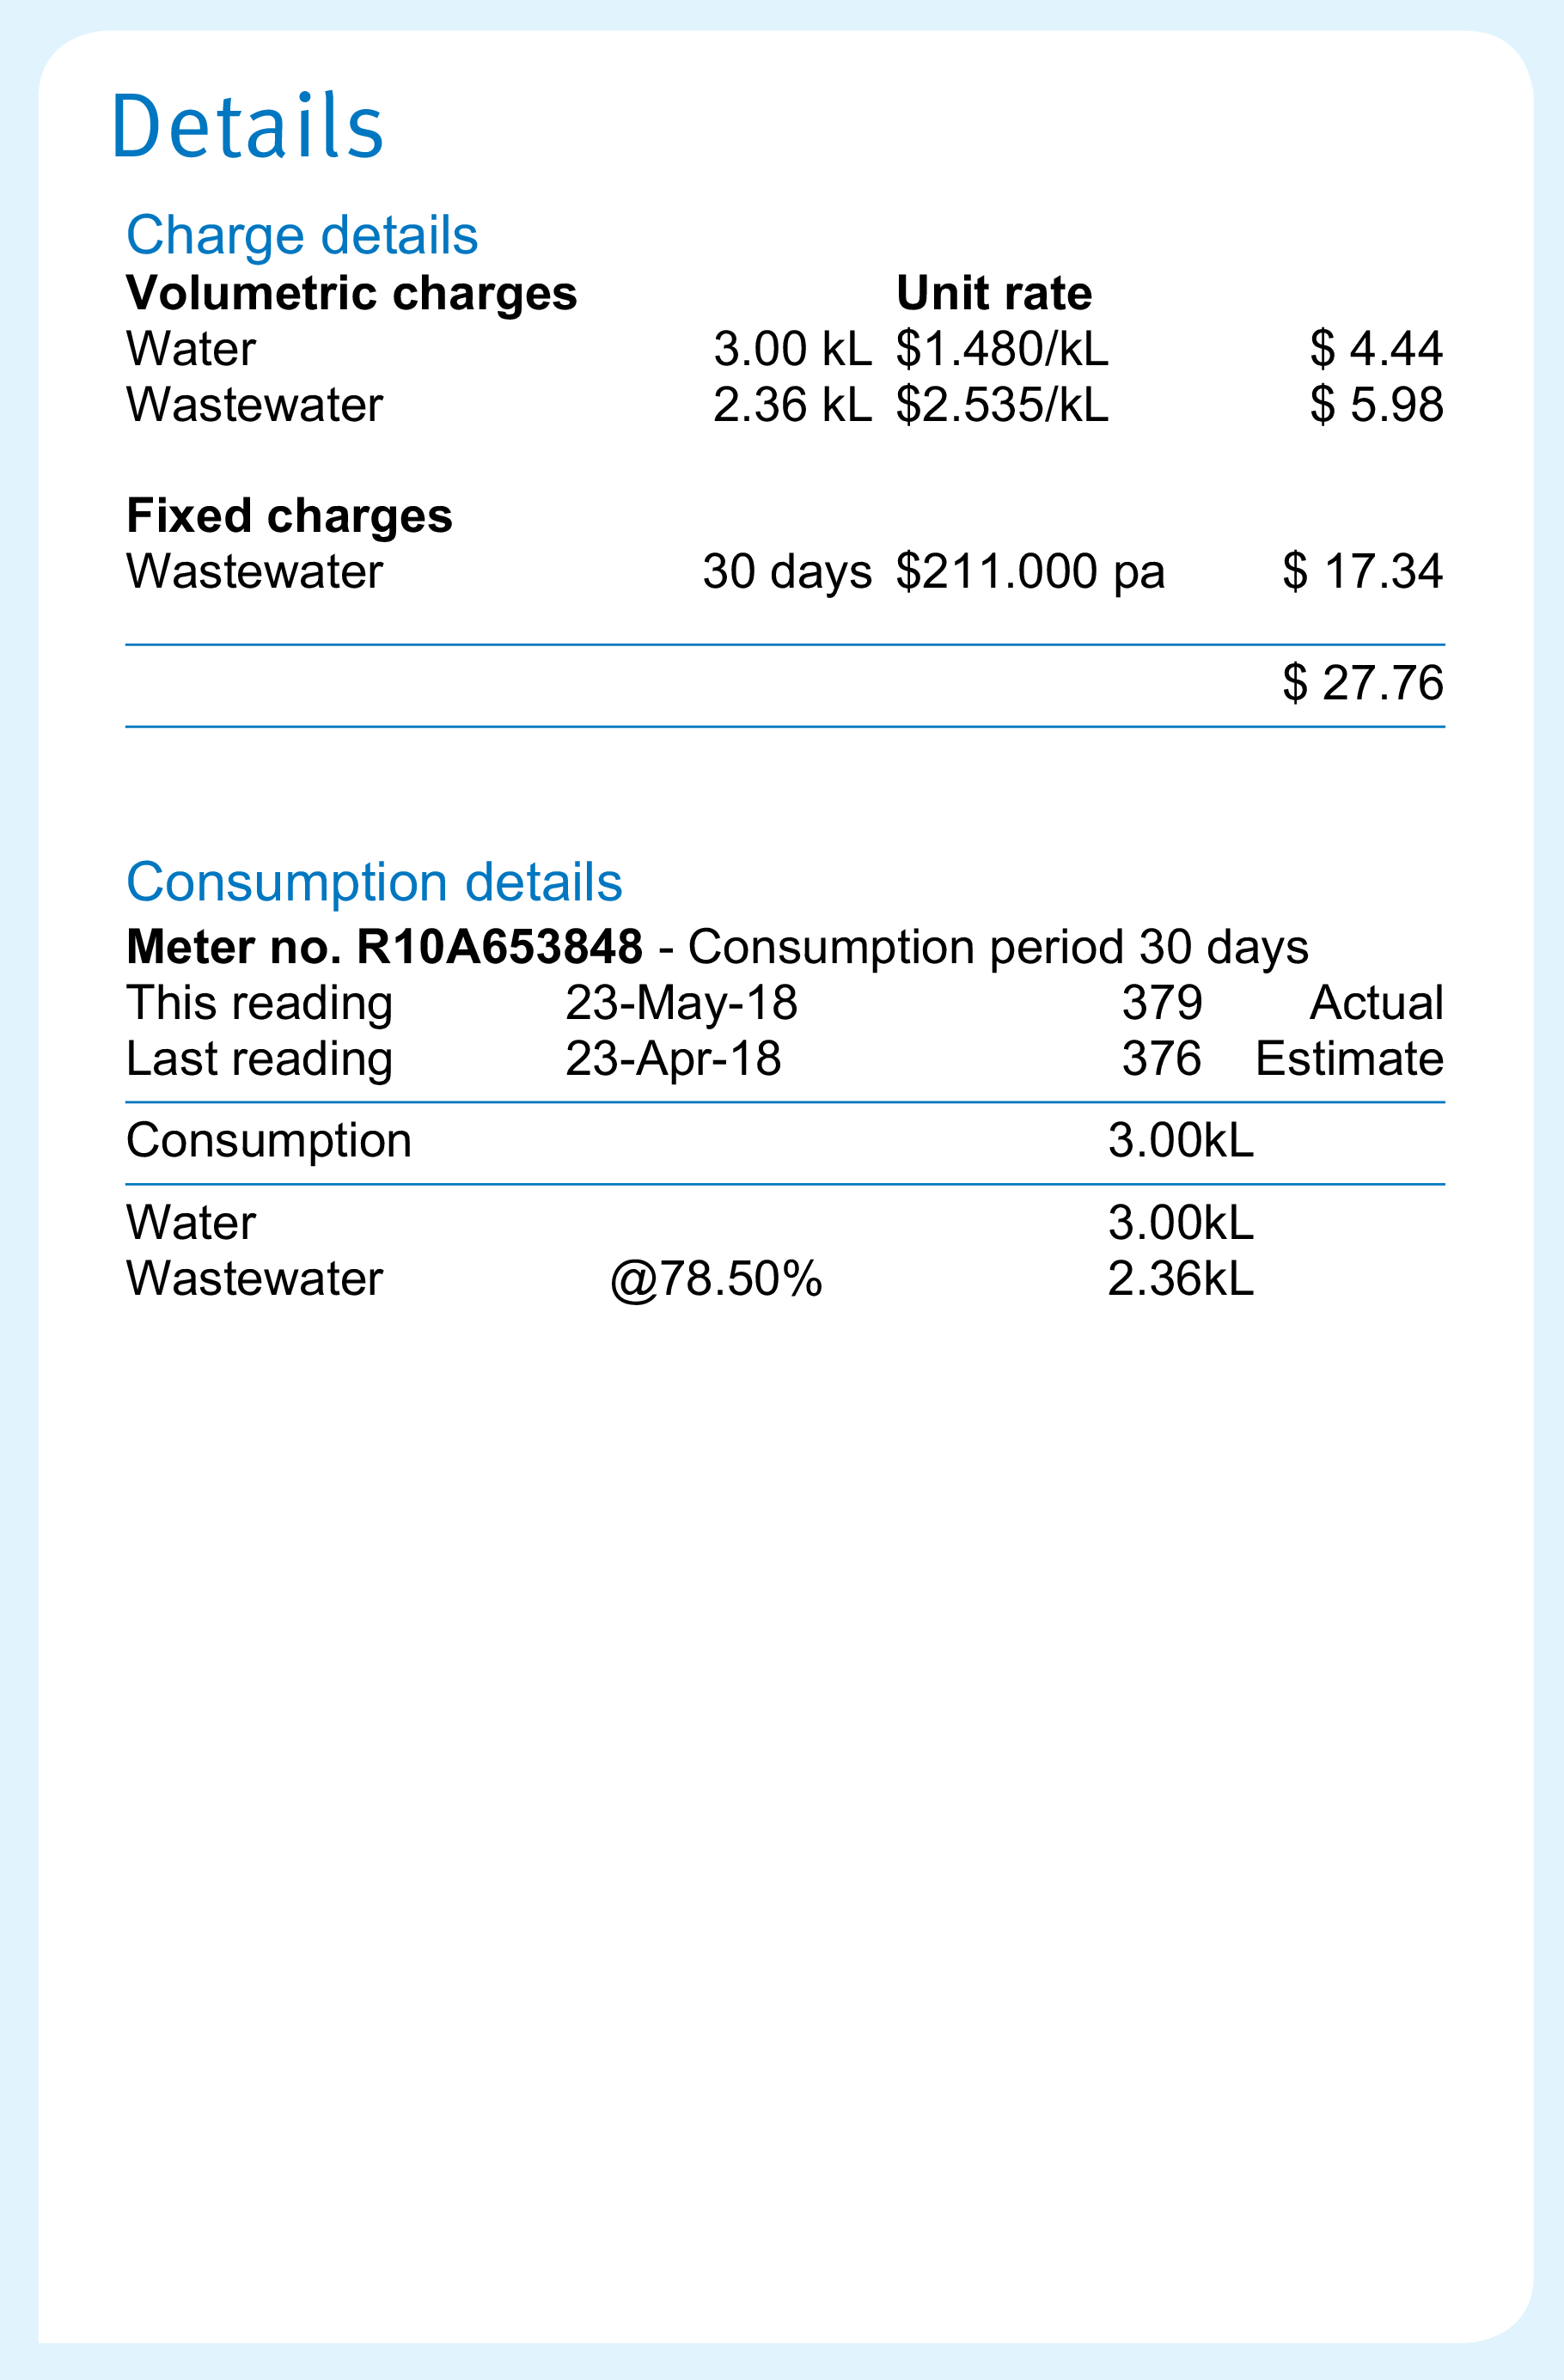 Details
Charge details
Volumetric charges Unit rate
Water 3.00 kL $1.480/kL $ 4.44
Wastewater 2.36 kL $2.535/kL $ 5.98
Fixed charges
Wastewater 30 days $211.000 pa $ 17.34
$ 27.76
Consumption details
Meter no. R10A653848 - Consumption period 30 days
This reading 23-May-18 379 Actual
Last reading 23-Apr-18 376 Estimate
Consumption 3.00kL
Water 3.00kL
Wastewater @78.50% 2.36kL